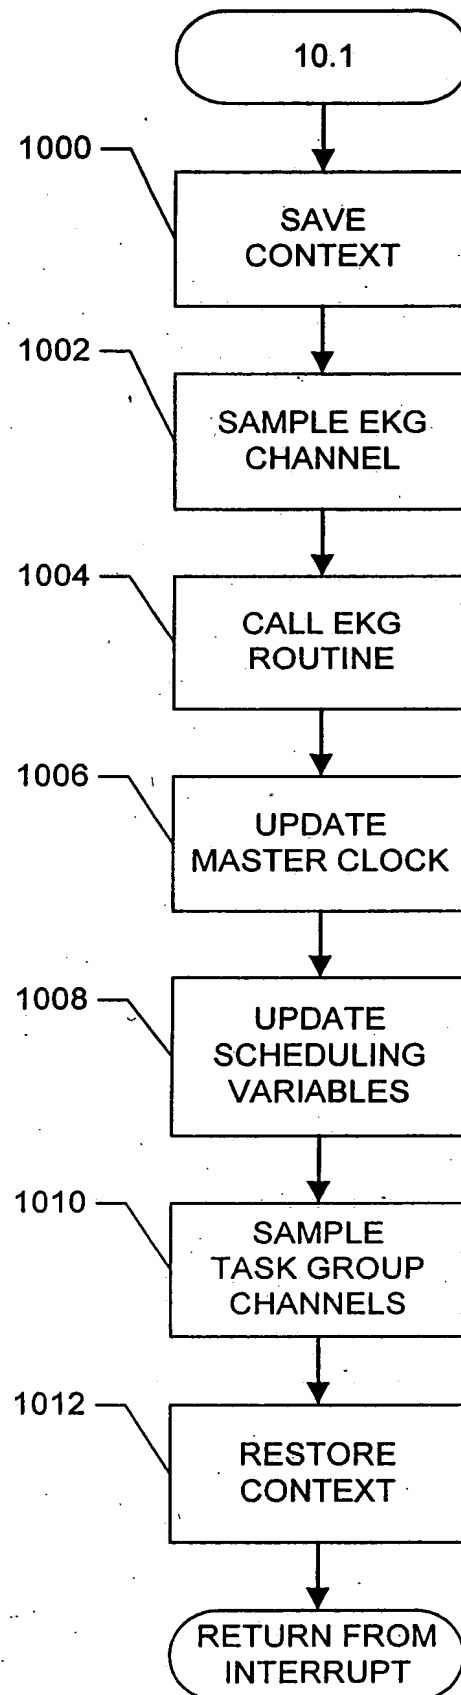 10.1
1000
SAVE
CONTEXT
1002
SAMPLE EKG
CHANNEL
1004
CALL EKG
ROUTINE
1006
UPDATE
MASTER CLOCK
1008
UPDATE
SCHEDULING
VARIABLES
1010
SAMPLE
TASK GROUP
CHANNELS
1012
RESTORE
CONTEXT
RETURN FROM
INTERRUPT